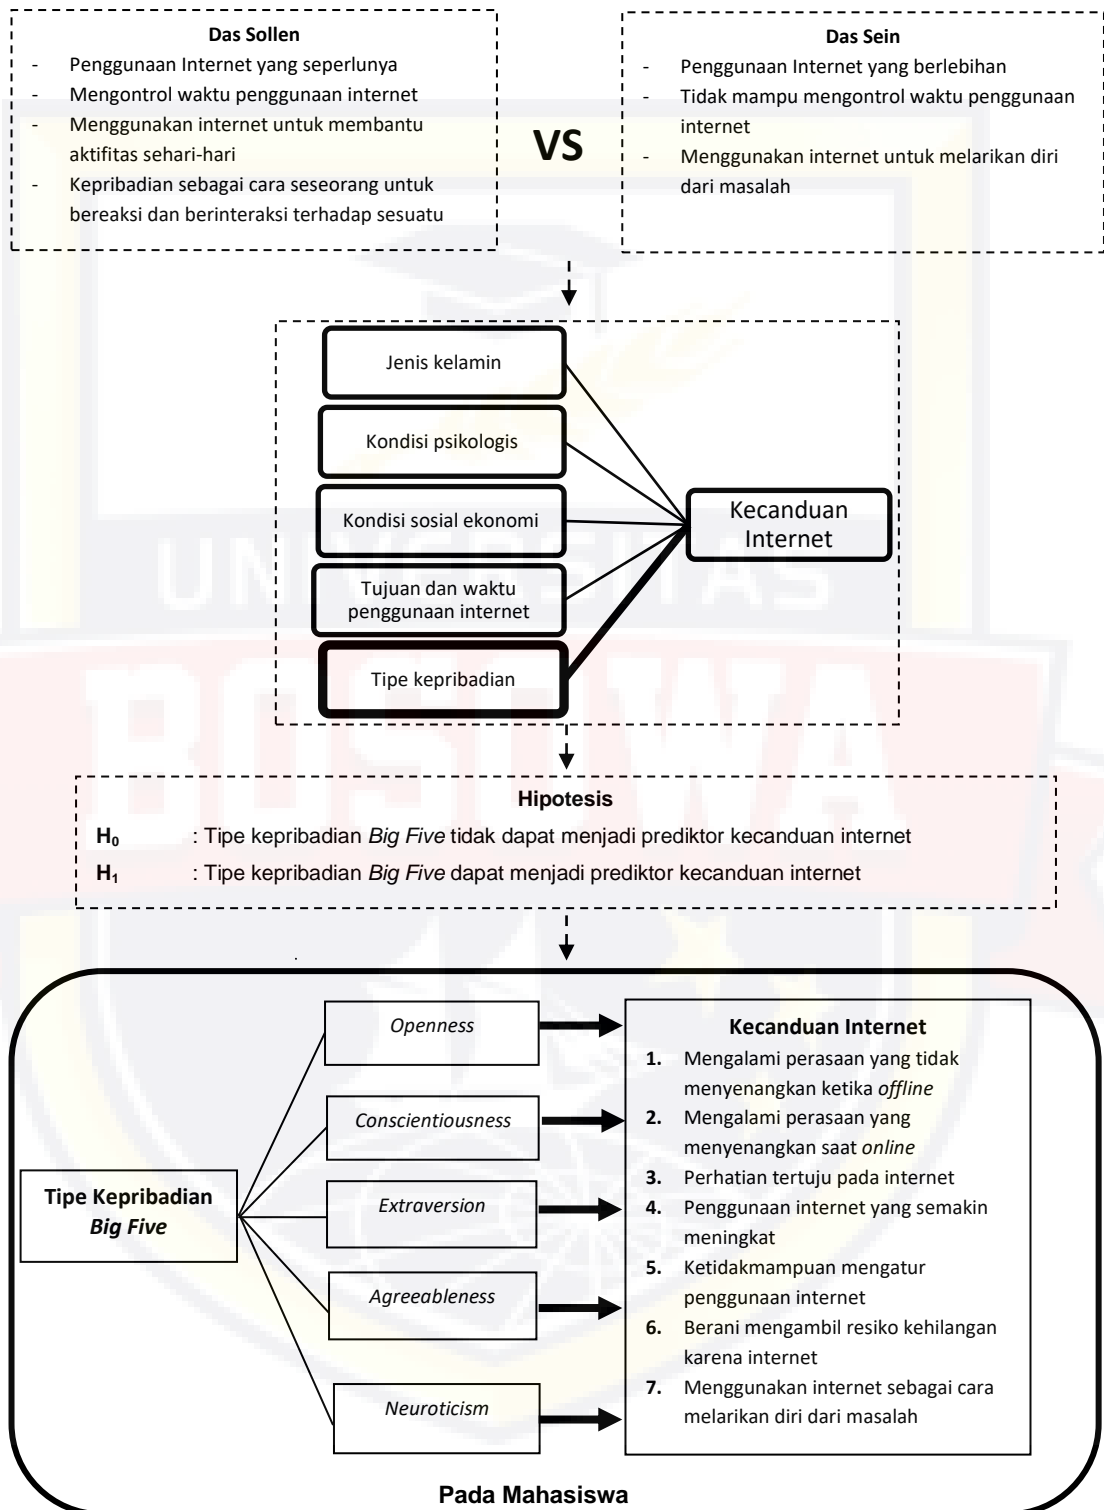 Das Sollen
- Penggunaan Internet yang seperlunya
- Mengontrol waktu penggunaan internet
- Menggunakan internet untuk membantu
aktifitas sehari-hari
- Kepribadian sebagai cara seseorang untuk
bereaksi dan berinteraksi terhadap sesuatu
VS
Das Sein
- Penggunaan Internet yang berlebihan
- Tidak mampu mengontrol waktu penggunaan
internet
- Menggunakan internet untuk melarikan diri
dari masalah
Jenis kelamin
Kondisi psikologis
Kondisi sosial ekonomi
Tujuan dan waktu
penggunaan internet
Tipe kepribadian
Kecanduan
Internet
UNIVERSITAS
BOSOWA
Hipotesis
H₀ : Tipe kepribadian Big Five tidak dapat menjadi prediktor kecanduan internet
H₁ : Tipe kepribadian Big Five dapat menjadi prediktor kecanduan internet
Tipe Kepribadian
Big Five
Openness
Conscientiousness
Extraversion
Agreeableness
Neuroticism
Kecanduan Internet
1. Mengalami perasaan yang tidak
menyenangkan ketika offline
2. Mengalami perasaan yang
menyenangkan saat online
3. Perhatian tertuju pada internet
4. Penggunaan internet yang semakin
meningkat
5. Ketidakmampuan mengatur
penggunaan internet
6. Berani mengambil resiko kehilangan
karena internet
7. Menggunakan internet sebagai cara
melarikan diri dari masalah
Pada Mahasiswa